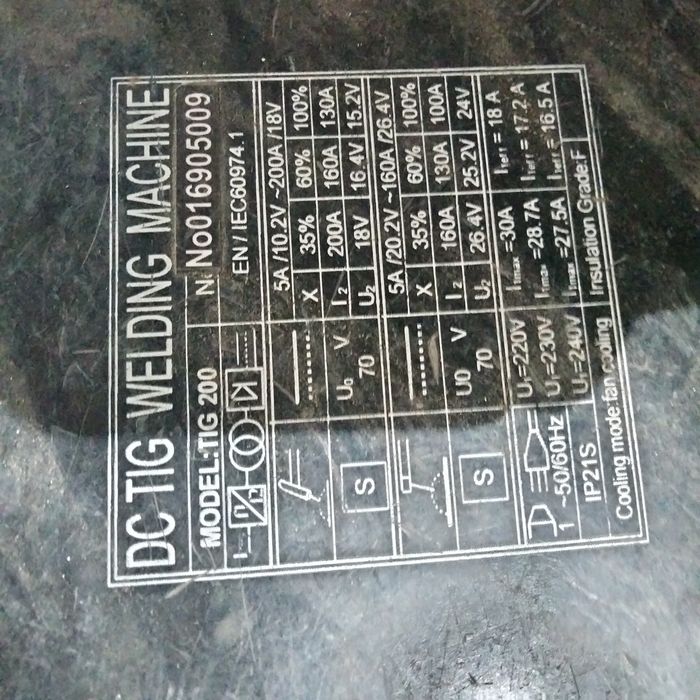 DC TIG WELDING MACHINE
MODEL:TIG 200
N No016905009
EN / IEC60974.1
5A /10.2V ~200A /18V
X 35% 60% 100%
I2 200A 160A 130A
U2 18V 16.4V 15.2V
U0 70 V
S
5A /20.2V ~160A /26.4V
X 35% 60% 100%
I2 160A 130A 100A
U2 26.4V 25.2V 24V
U0 70 V
S
1 ~50/60Hz
U1=220V I1max =30A I1eff = 18 A
U1=230V I1max =28.7A I1eff = 17.2 A
U1=240V I1max =27.5A I1eff = 16.5 A
IP21S
Insulation Grade:F
Cooling mode:fan cooling